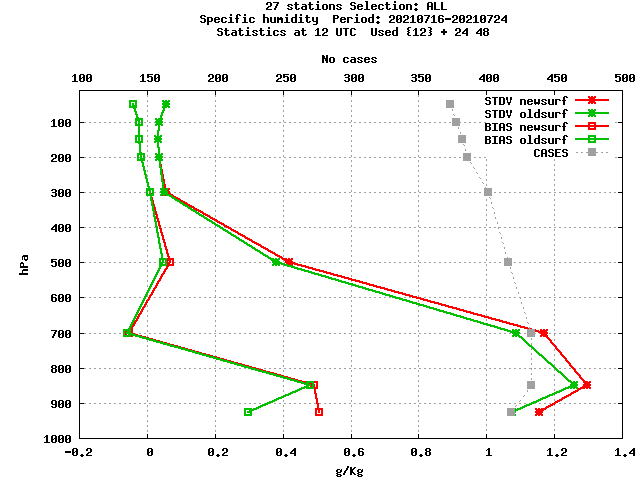 27 stations Selection: ALL
Specific humidity  Period: 20210716-20210724
Statistics at 12 UTC  Used {12} + 24 48
No cases
100 150 200 250 300 350 400 450 500
STDV newsurf
STDV oldsurf
BIAS newsurf
BIAS oldsurf
CASES
100
200
300
400
500
600
700
800
900
1000
hPa
-0.2 0 0.2 0.4 0.6 0.8 1 1.2 1.4
g/Kg